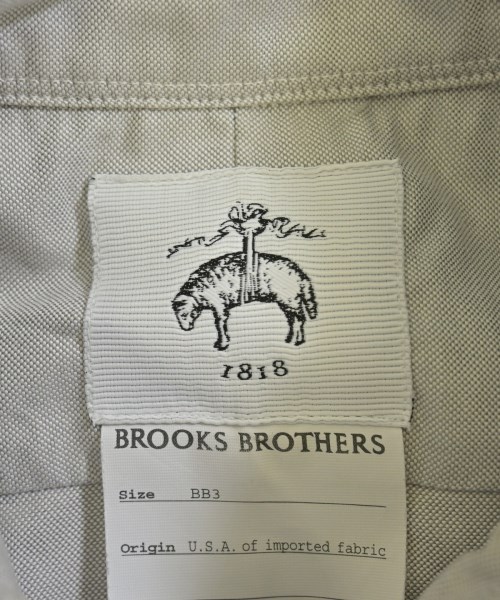 1818
BROOKS BROTHERS
Size BB3
Origin U.S.A. of imported fabric